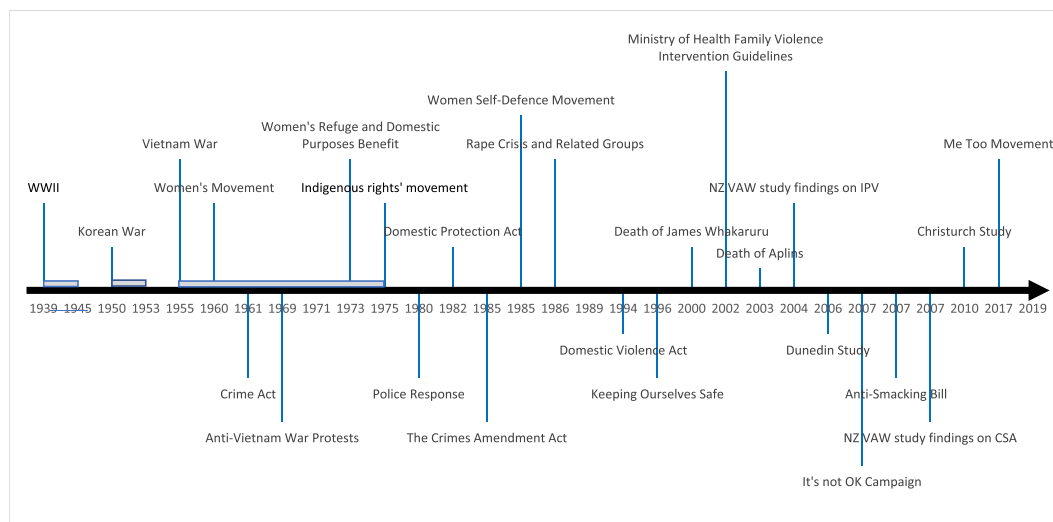 Ministry of Health Family Violence
Intervention Guidelines
Women Self-Defence Movement
Women's Refuge and Domestic
Purposes Benefit
Vietnam War
Rape Crisis and Related Groups
Me Too Movement
WWII
Women's Movement
Indigenous rights' movement
NZ VAW study findings on IPV
Korean War
Domestic Protection Act
Death of James Whakaruru
Christurch Study
Death of Aplins
1939 1945 1950 1953 1955 1960 1961 1969 1971 1973 1975 1980 1982 1985 1985 1986 1989 1994 1996 2000 2002 2003 2004 2006 2007 2007 2007 2010 2017 2019
Domestic Violence Act
Dunedin Study
Crime Act
Police Response
Keeping Ourselves Safe
Anti-Smacking Bill
Anti-Vietnam War Protests
The Crimes Amendment Act
NZ VAW study findings on CSA
It's not OK Campaign